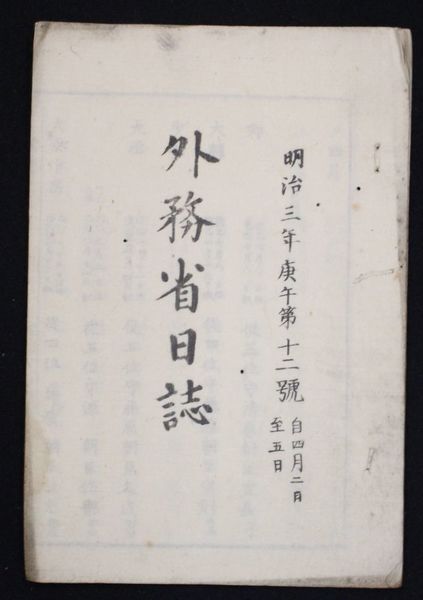 明治三年庚午第十二號
自四月二日
至五日
外務省日誌